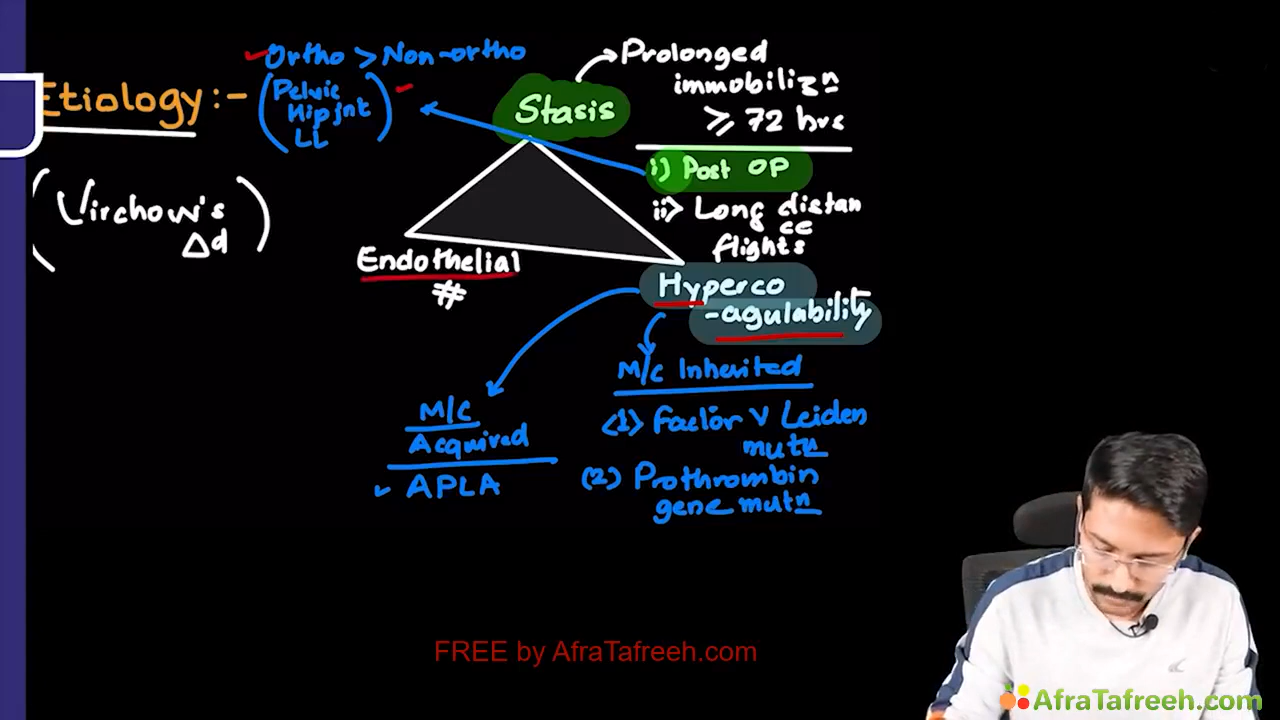 Etiology :-
(Virchow's
Δd)
✓Ortho > Non-ortho
(Pelvic
Hip Jnt
LL) ✓
Stasis
→Prolonged
immobilizn
≥ 72 hrs
i) Post OP
ii) Long distan
ce
flights
Endothelial
#
Hyperco
-agulability
M/C
Acquired
✓ APLA
M/C Inherited
(1) Factor V Leiden
mutn
(2) Prothrombin
gene mutn
FREE by AfraTafreeh.com
AfraTafreeh.com